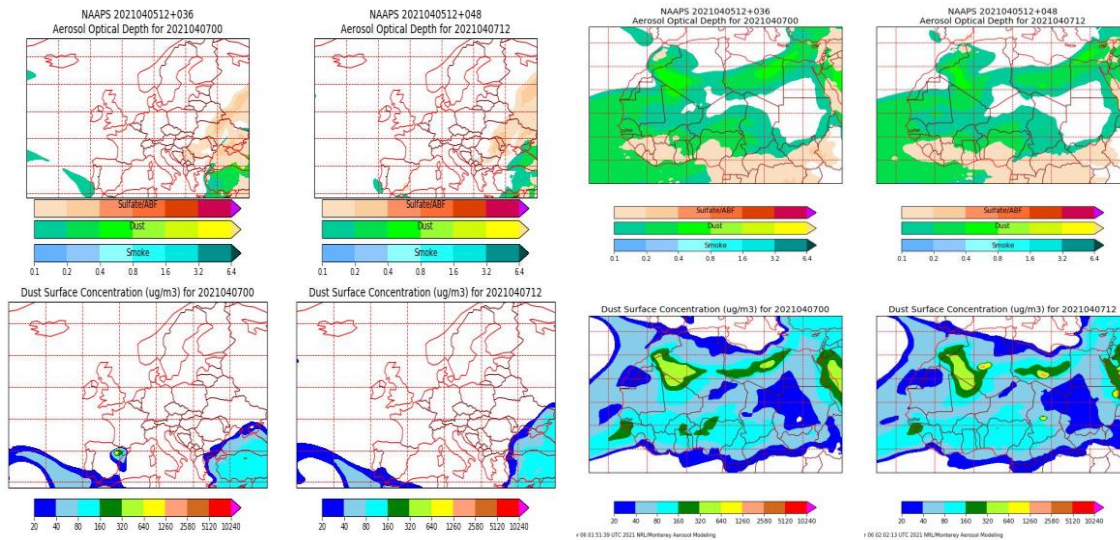 NAAPS 2021040512+036
Aerosol Optical Depth for 2021040700
NAAPS 2021040512+048
Aerosol Optical Depth for 2021040712
NAAPS 2021040512+036
Aerosol Optical Depth for 2021040700
NAAPS 2021040512+048
Aerosol Optical Depth for 2021040712
Sulfate/ABF
Dust
Smoke
0.1 0.2 0.4 0.8 1.6 3.2 6.4
Sulfate/ABF
Dust
Smoke
0.1 0.2 0.4 0.8 1.6 3.2 6.4
Sulfate/ABF
Dust
Smoke
0.1 0.2 0.4 0.8 1.6 3.2 6.4
Sulfate/ABF
Dust
Smoke
0.1 0.2 0.4 0.8 1.6 3.2 6.4
Dust Surface Concentration (ug/m3) for 2021040700
Dust Surface Concentration (ug/m3) for 2021040712
Dust Surface Concentration (ug/m3) for 2021040700
Dust Surface Concentration (ug/m3) for 2021040712
20 40 80 160 320 640 1260 2580 5120 10240
20 40 80 160 320 640 1260 2580 5120 10240
20 40 80 160 320 640 1260 2580 5120 10240
20 40 80 160 320 640 1260 2580 5120 10240
r 06 01:51:39 UTC 2021 NRL/Monterey Aerosol Modeling
r 06 02:02:13 UTC 2021 NRL/Monterey Aerosol Modeling